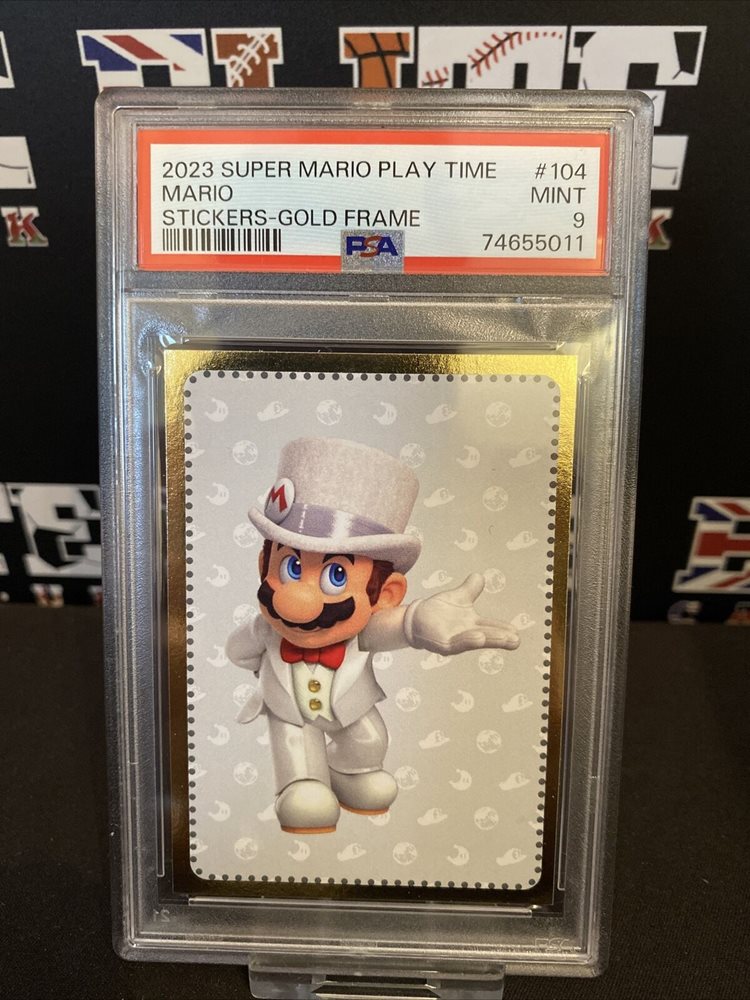 2023 SUPER MARIO PLAY TIME #104
MARIO MINT
STICKERS-GOLD FRAME 9
PSA 74655011
M